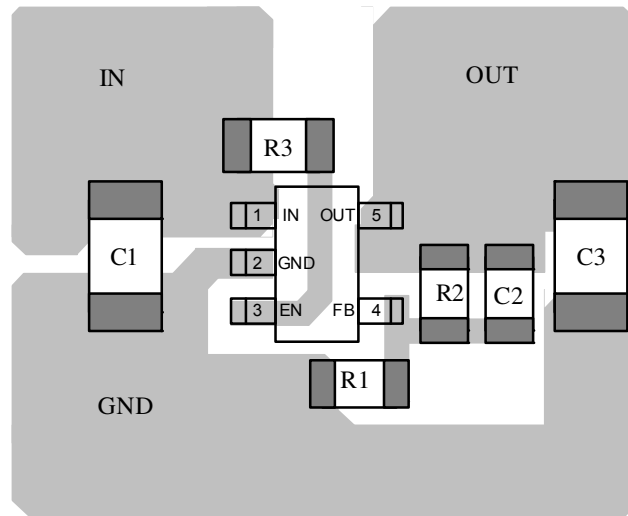 IN
OUT
R3
1 IN OUT 5
C1
2 GND
C3
R2
C2
3 EN FB 4
R1
GND